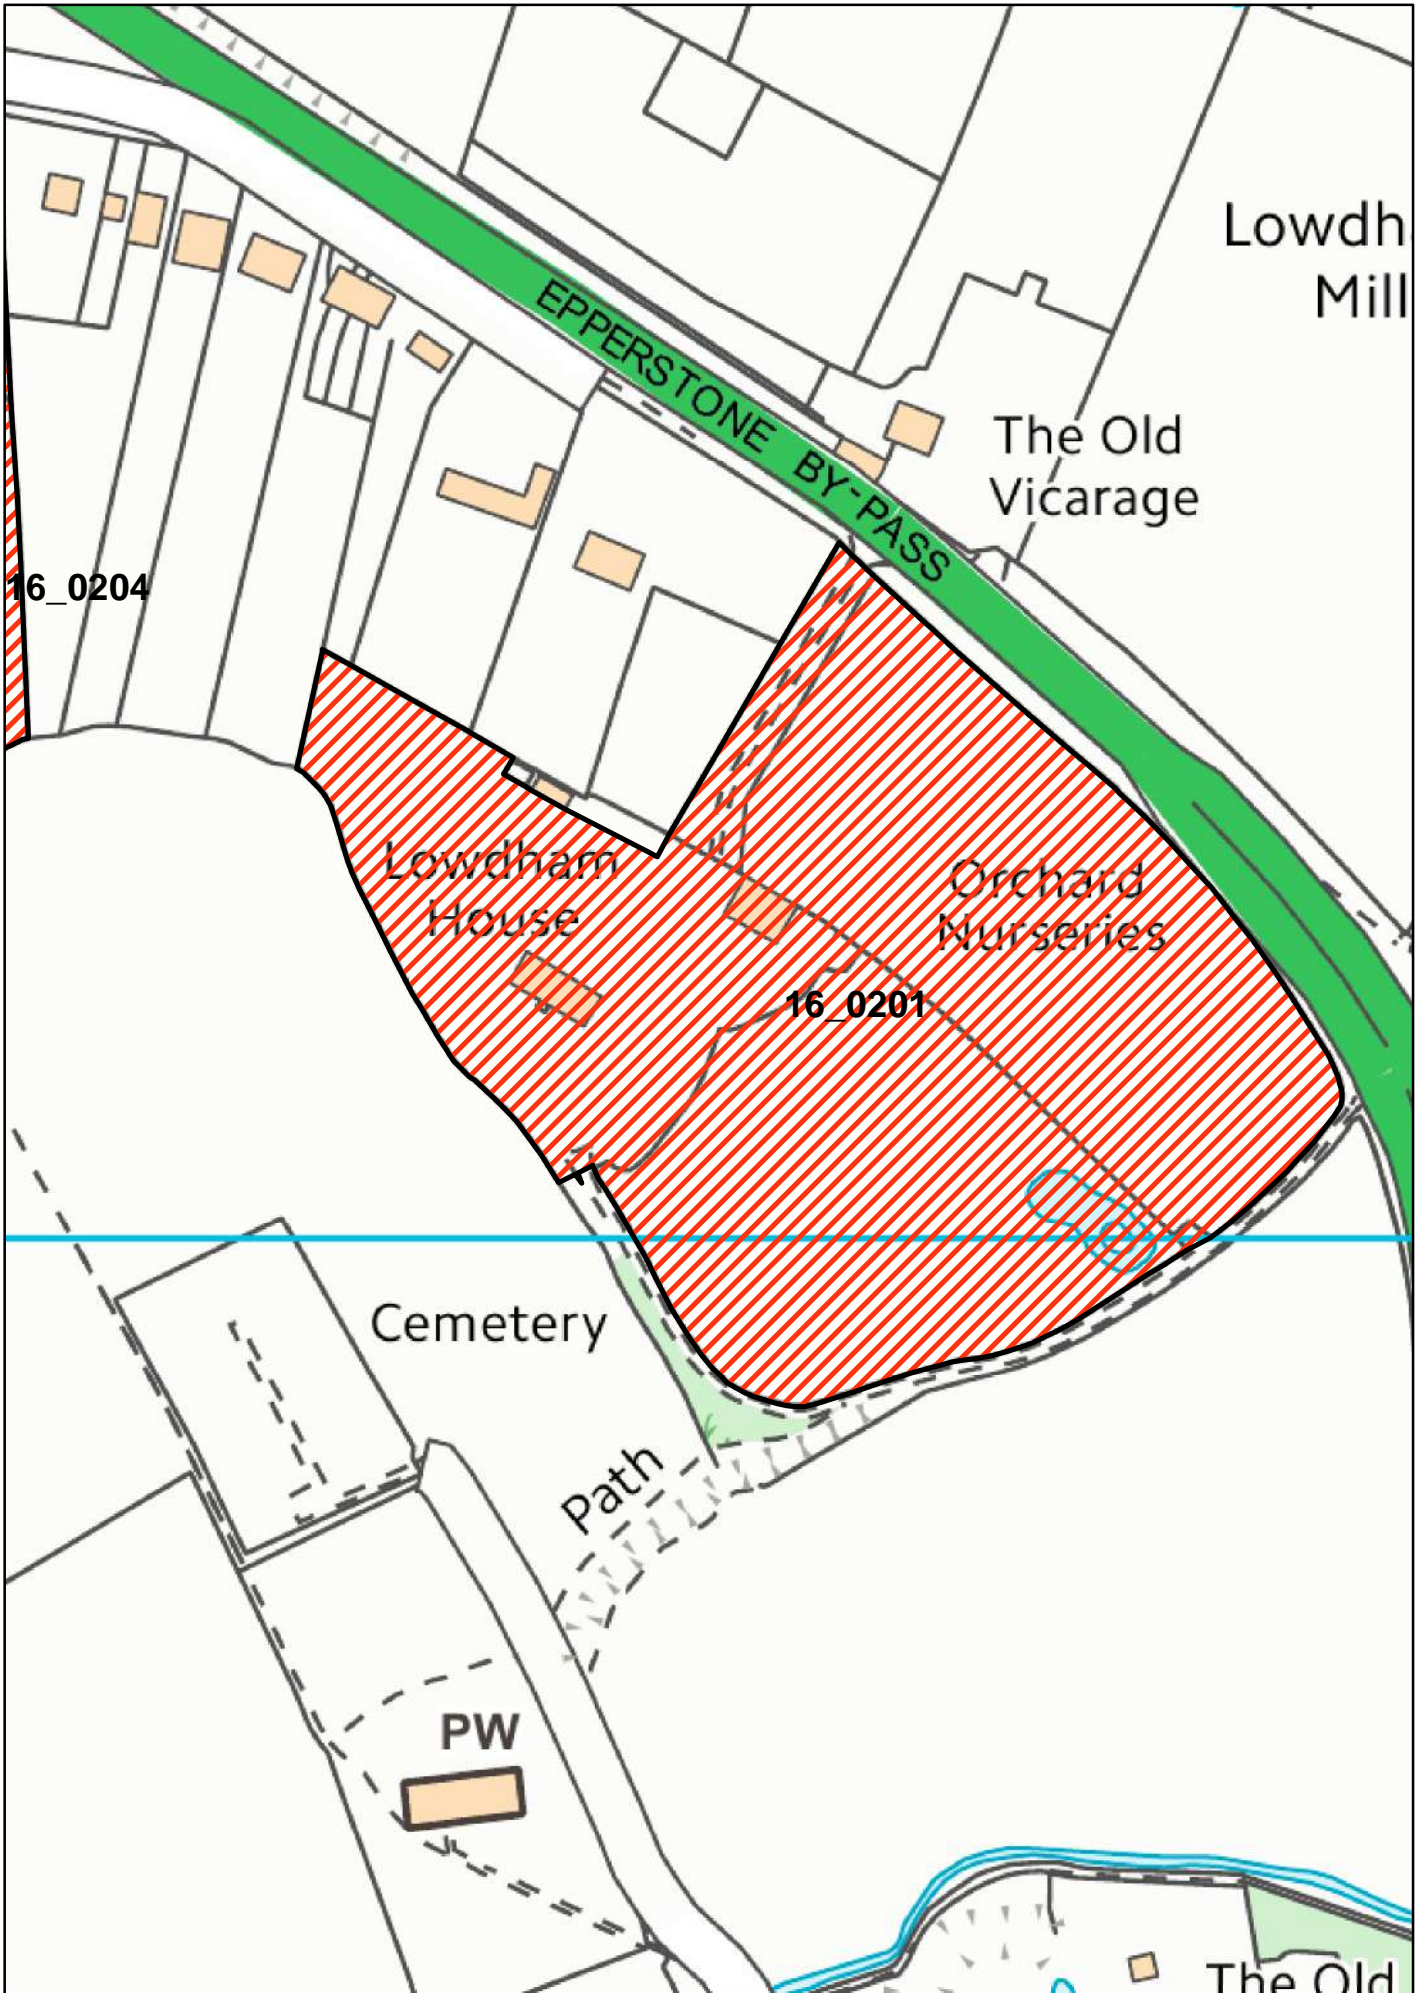 Lowdh
Mill
EPPERSTONE BY-PASS
The Old
Vicarage
16_0204
Lowdham
House
Orchard
Nurseries
16_0201
Cemetery
Path
PW
The Old